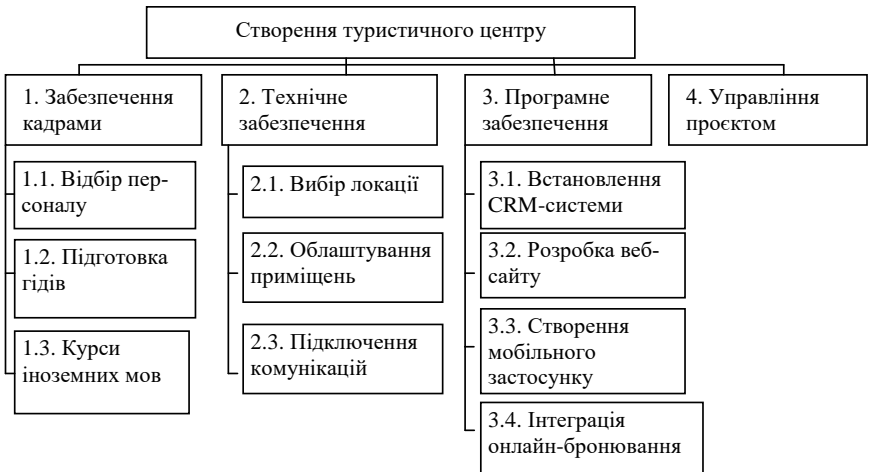 Створення туристичного центру
1. Забезпечення
кадрами
2. Технічне
забезпечення
3. Програмне
забезпечення
4. Управління
проєктом
1.1. Відбір пер-
соналу
1.2. Підготовка
гідів
1.3. Курси
іноземних мов
2.1. Вибір локації
2.2. Облаштування
приміщень
2.3. Підключення
комунікацій
3.1. Встановлення
CRM-системи
3.2. Розробка веб-
сайту
3.3. Створення
мобільного
застосунку
3.4. Інтеграція
онлайн-бронювання